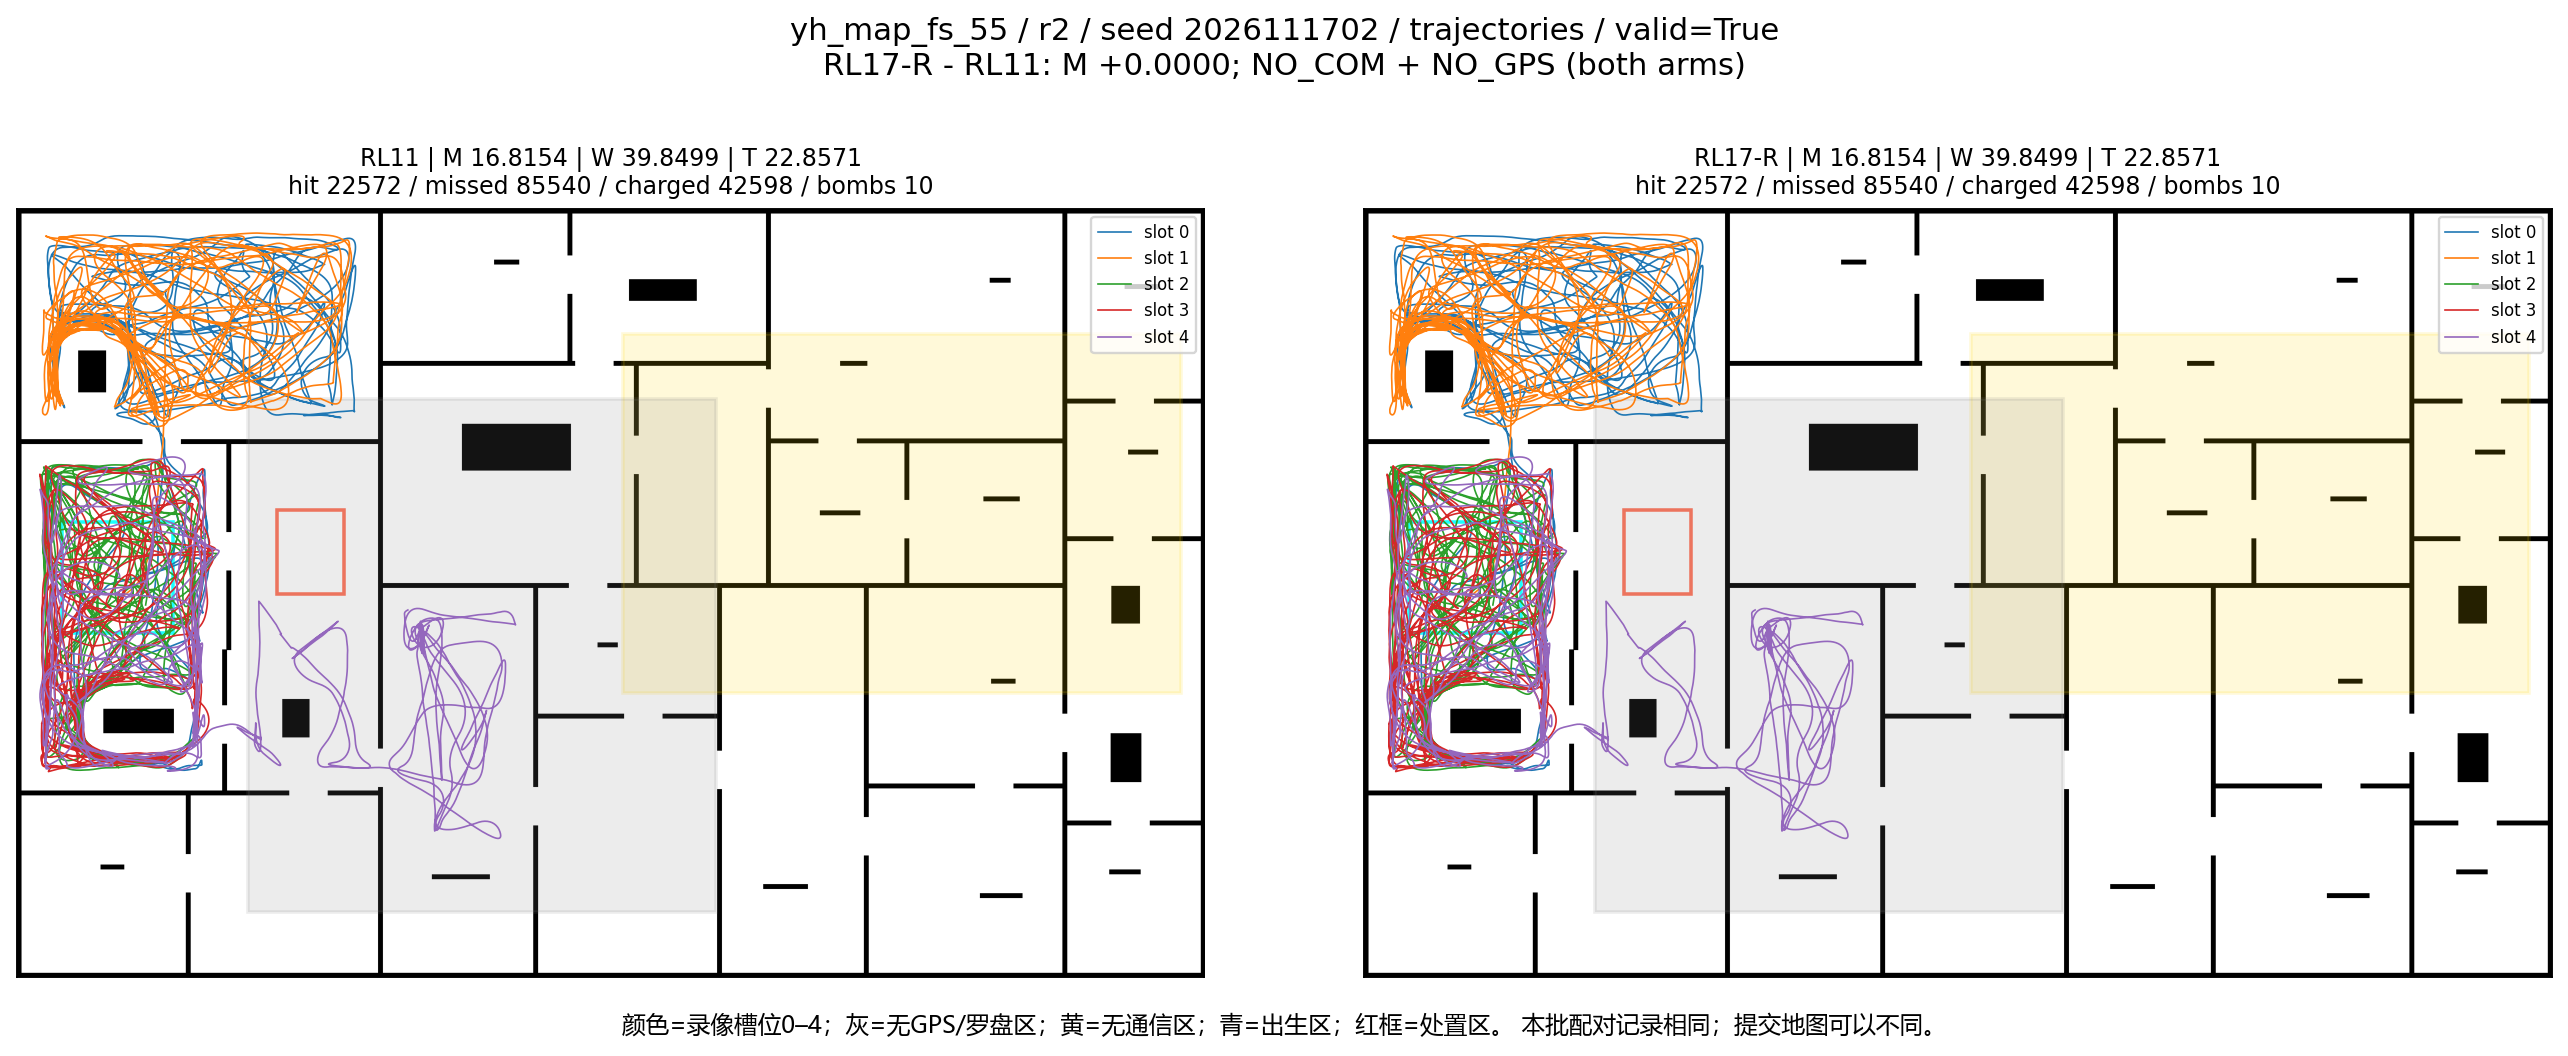 yh_map_fs_55 / r2 / seed 2026111702 / trajectories / valid=True
RL17-R - RL11: M +0.0000; NO_COM + NO_GPS (both arms)
RL11 | M 16.8154 | W 39.8499 | T 22.8571
hit 22572 / missed 85540 / charged 42598 / bombs 10
slot 0
slot 1
slot 2
slot 3
slot 4
RL17-R | M 16.8154 | W 39.8499 | T 22.8571
hit 22572 / missed 85540 / charged 42598 / bombs 10
slot 0
slot 1
slot 2
slot 3
slot 4
颜色=录像槽位0–4；灰=无GPS/罗盘区；黄=无通信区；青=出生区；红框=处置区。 本批配对记录相同；提交地图可以不同。